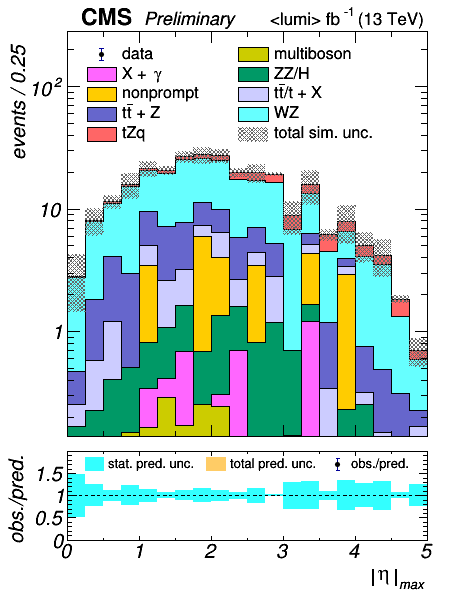 CMS Preliminary <lumi> fb⁻¹ (13 TeV)
events / 0.25
data
multiboson
X + γ
ZZ/H
nonprompt
tt̄/t + X
tt̄ + Z
WZ
tZq
total sim. unc.
10²
10
1
obs./pred.
stat. pred. unc.
total pred. unc.
obs./pred.
1.5
1
0.5
0
0 1 2 3 4 5
|η|max